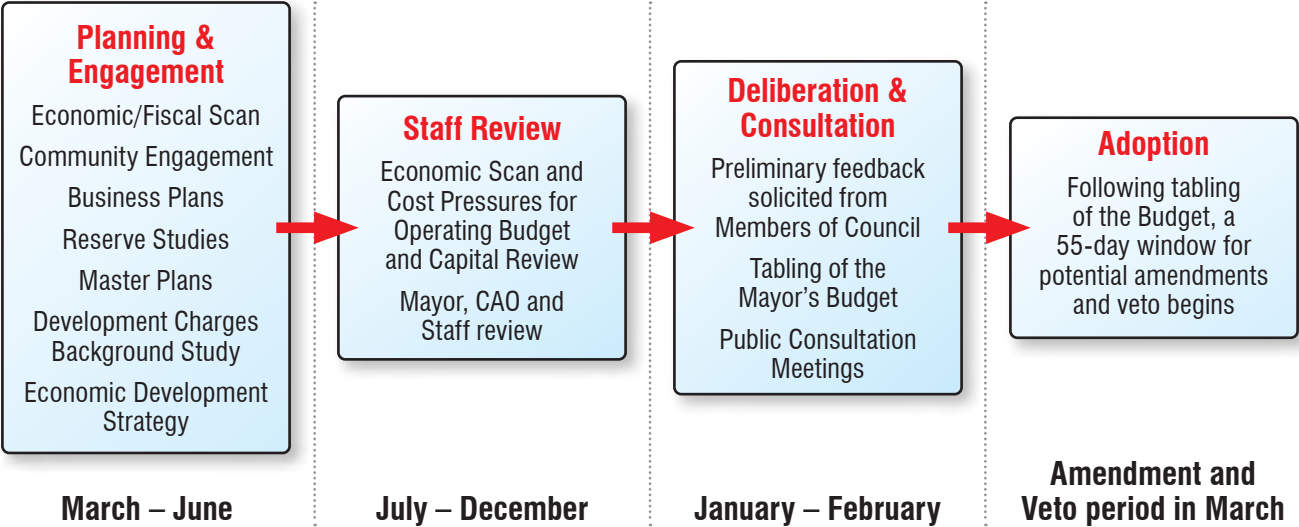 Planning &
Engagement
Economic/Fiscal Scan
Community Engagement
Business Plans
Reserve Studies
Master Plans
Development Charges
Background Study
Economic Development
Strategy
March – June
Staff Review
Economic Scan and
Cost Pressures for
Operating Budget
and Capital Review
Mayor, CAO and
Staff review
July – December
Deliberation &
Consultation
Preliminary feedback
solicited from
Members of Council
Tabling of the
Mayor’s Budget
Public Consultation
Meetings
January – February
Adoption
Following tabling
of the Budget, a
55-day window for
potential amendments
and veto begins
Amendment and
Veto period in March